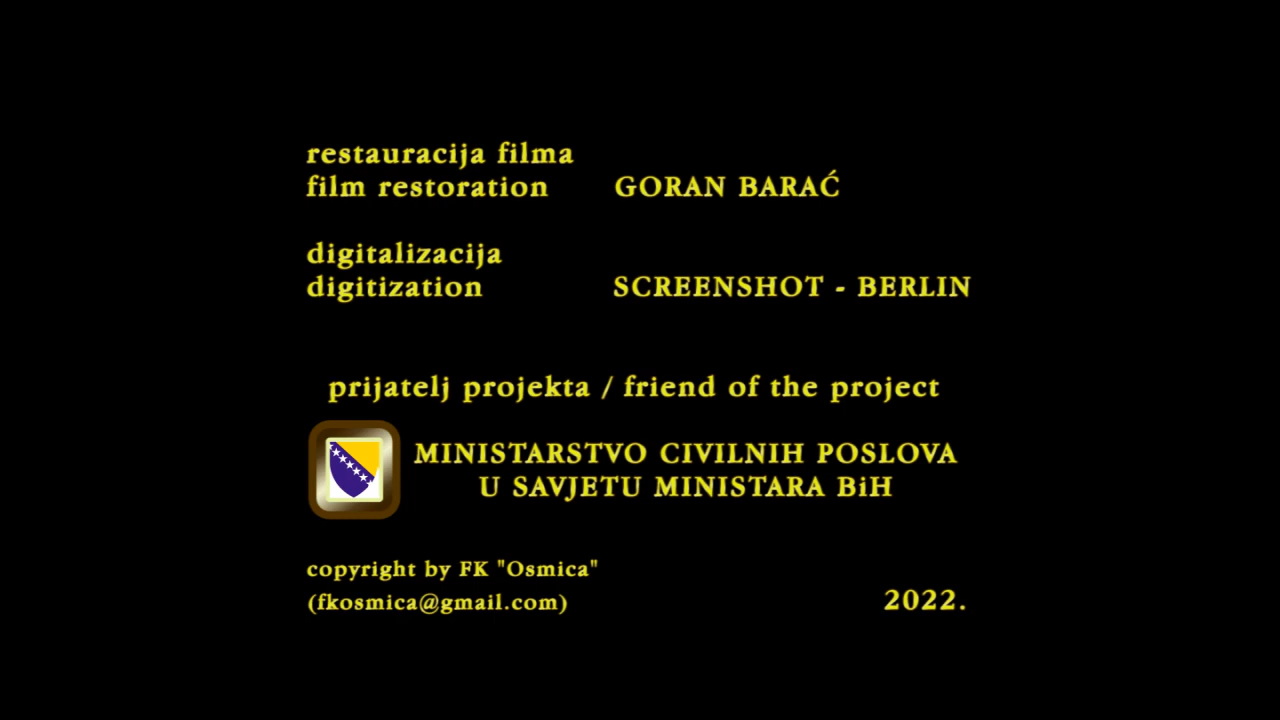 restauracija filma
film restoration GORAN BARAĆ
digitalizacija
digitization SCREENSHOT - BERLIN
prijatelj projekta / friend of the project
MINISTARSTVO CIVILNIH POSLOVA
U SAVJETU MINISTARA BiH
copyright by FK "Osmica"
(fkosmica@gmail.com) 2022.